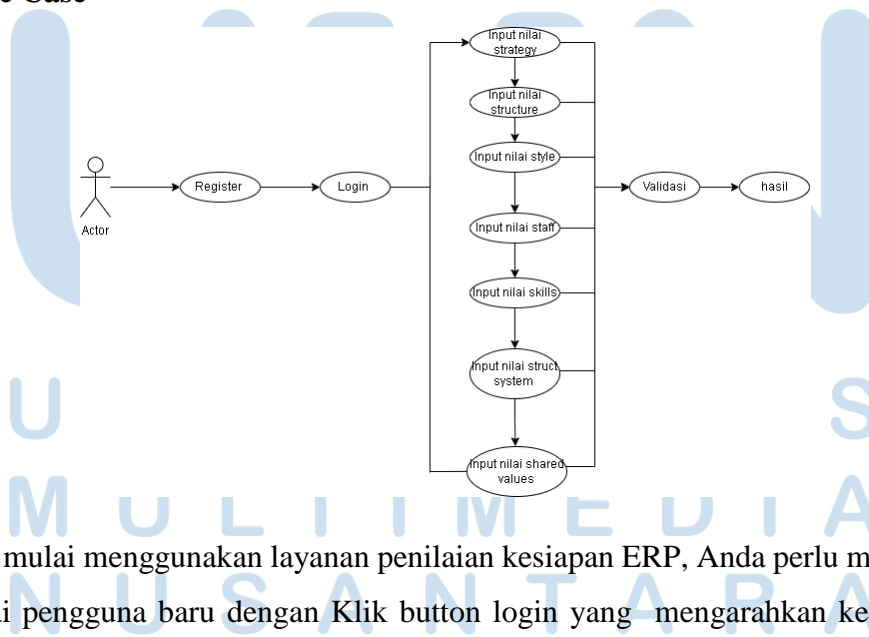 e Case
Input nilai
strategy
Input nilai
structure
Input nilai style
Actor
Register
Login
Input nilai staff
Input nilai skills
Input nilai struct
system
Input nilai shared
values
Validasi
hasil
U S
M U L T I M E D I A
mulai menggunakan layanan penilaian kesiapan ERP, Anda perlu m
N U S A N T A R A
i pengguna baru dengan Klik button login yang mengarahkan ke